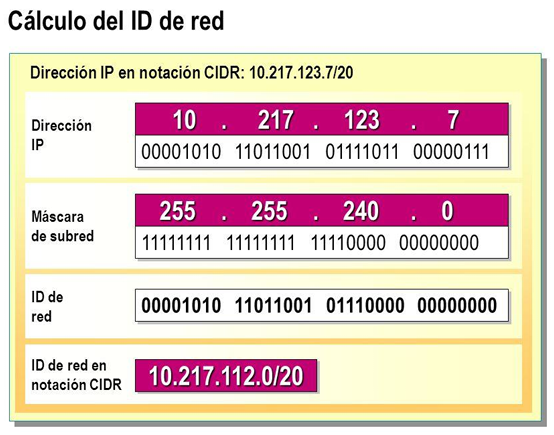 Cálculo del ID de red
Dirección IP en notación CIDR: 10.217.123.7/20
Dirección
IP
10 . 217 . 123 . 7
00001010 11011001 01111011 00000111
Máscara
de subred
255 . 255 . 240 . 0
11111111 11111111 11110000 00000000
ID de
red
00001010 11011001 01110000 00000000
ID de red en
notación CIDR
10.217.112.0/20